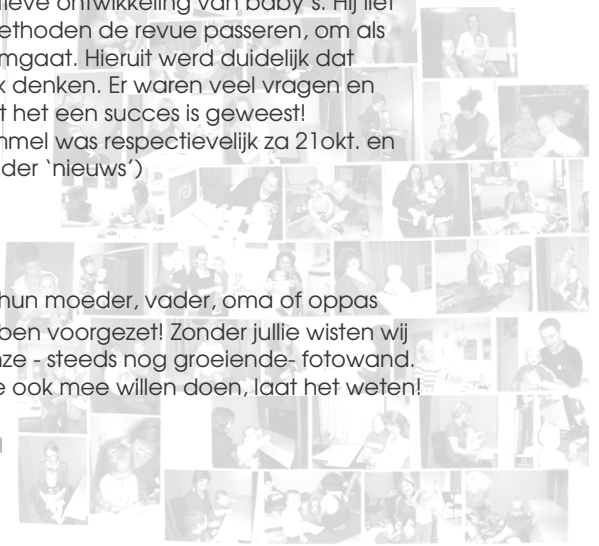 tieve ontwikkeling van baby's. Hij liet
ethoden de revue passeren, om als
mgaat. Hieruit werd duidelijk dat
k denken. Er waren veel vragen en
t het een succes is geweest!
nmel was respectievelijk za 21okt. en
der ‘nieuws’)
hun moeder, vader, oma of oppas
ben voorgezet! Zonder jullie wisten wij
nze - steeds nog groeiende- fotowand.
e ook mee willen doen, laat het weten!